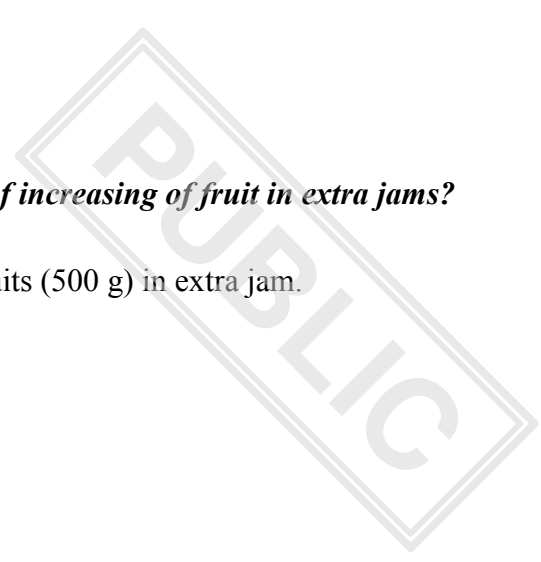 f increasing of fruit in extra jams?
its (500 g) in extra jam.
PUBLIC